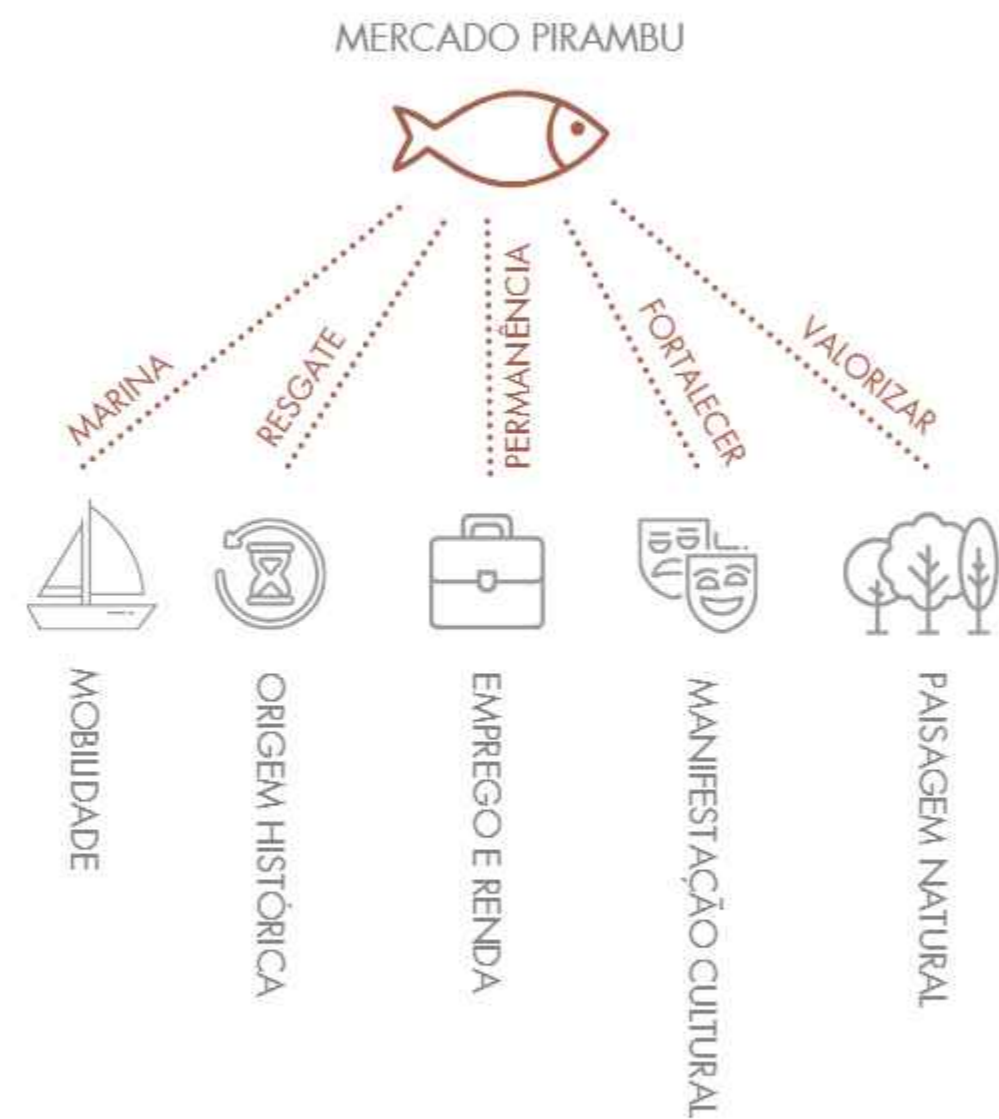 MERCADO PIRAMBU
MARINA
RESGATE
PERMANÊNCIA
FORTALECER
VALORIZAR
MOBILIDADE
ORIGEM HISTÓRICA
EMPREGO E RENDA
MANIFESTAÇÃO CULTURAL
PAISAGEM NATURAL